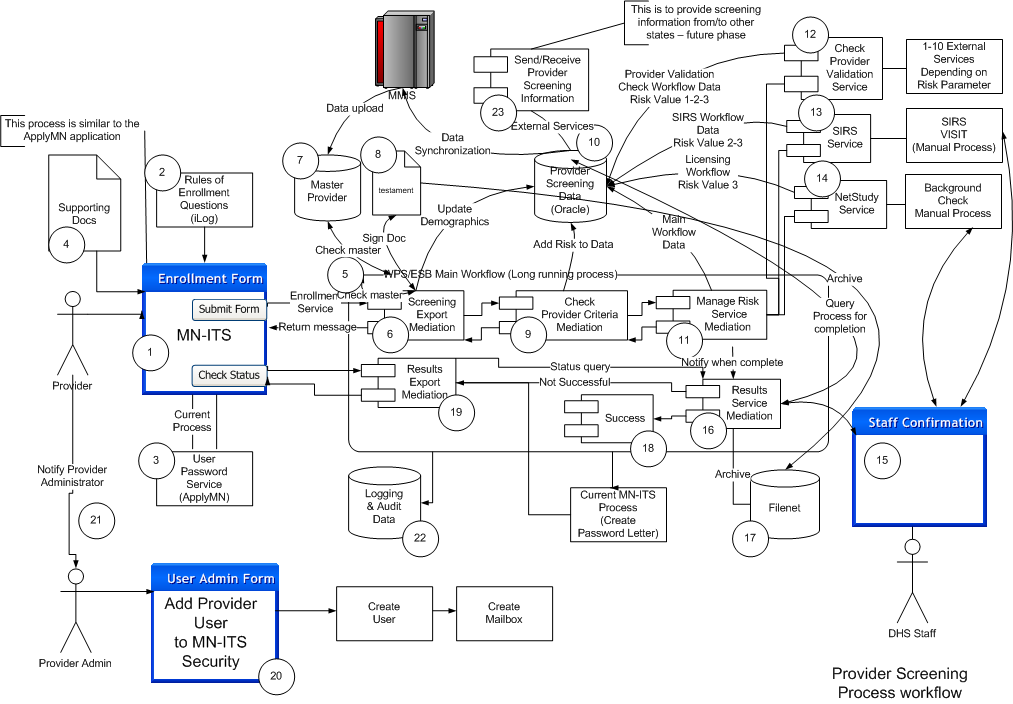 This is to provide screening
information from/to other
states – future phase
12
Check
Provider
Validation
Service
1-10 External
Services
Depending on
Risk Parameter
Send/Receive
Provider
Screening
Information
23
External Services
Provider Validation
Check Workflow Data
Risk Value 1-2-3
MMIS
Data upload
Data
Synchronization
This process is similar to the
ApplyMN application
13
SIRS
Service
SIRS Workflow
Data
Risk Value 2-3
SIRS
VISIT
(Manual Process)
2
Rules of
Enrollment
Questions
(iLog)
7
Master
Provider
8
testament
10
Provider
Screening
Data
(Oracle)
Licensing
Workflow
Risk Value 3
14
NetStudy
Service
Background
Check
Manual Process
Supporting
Docs
4
Update
Demographics
Sign Doc
Check master
Add Risk to Data
Main
Workflow
Data
5
WPS/ESB Main Workflow (Long running process)
Archive
Enrollment Form
Submit Form
MN-ITS
1
Check Status
Enrollment
Service
Check master
Return message
Screening
Export
Mediation
6
Check
Provider Criteria
Mediation
9
Manage Risk
Service
Mediation
11
Query
Process for
completion
Notify when complete
Provider
Status query
Not Successful
Results
Export
Mediation
19
Results
Service
Mediation
16
Success
18
Current
Process
3
User
Password
Service
(ApplyMN)
Staff Confirmation
15
Notify Provider
Administrator
21
Logging
& Audit
Data
22
Current MN-ITS
Process
(Create
Password Letter)
Archive
Filenet
17
User Admin Form
Add Provider
User
to MN-ITS
Security
20
Create
User
Create
Mailbox
Provider Admin
DHS Staff
Provider Screening
Process workflow